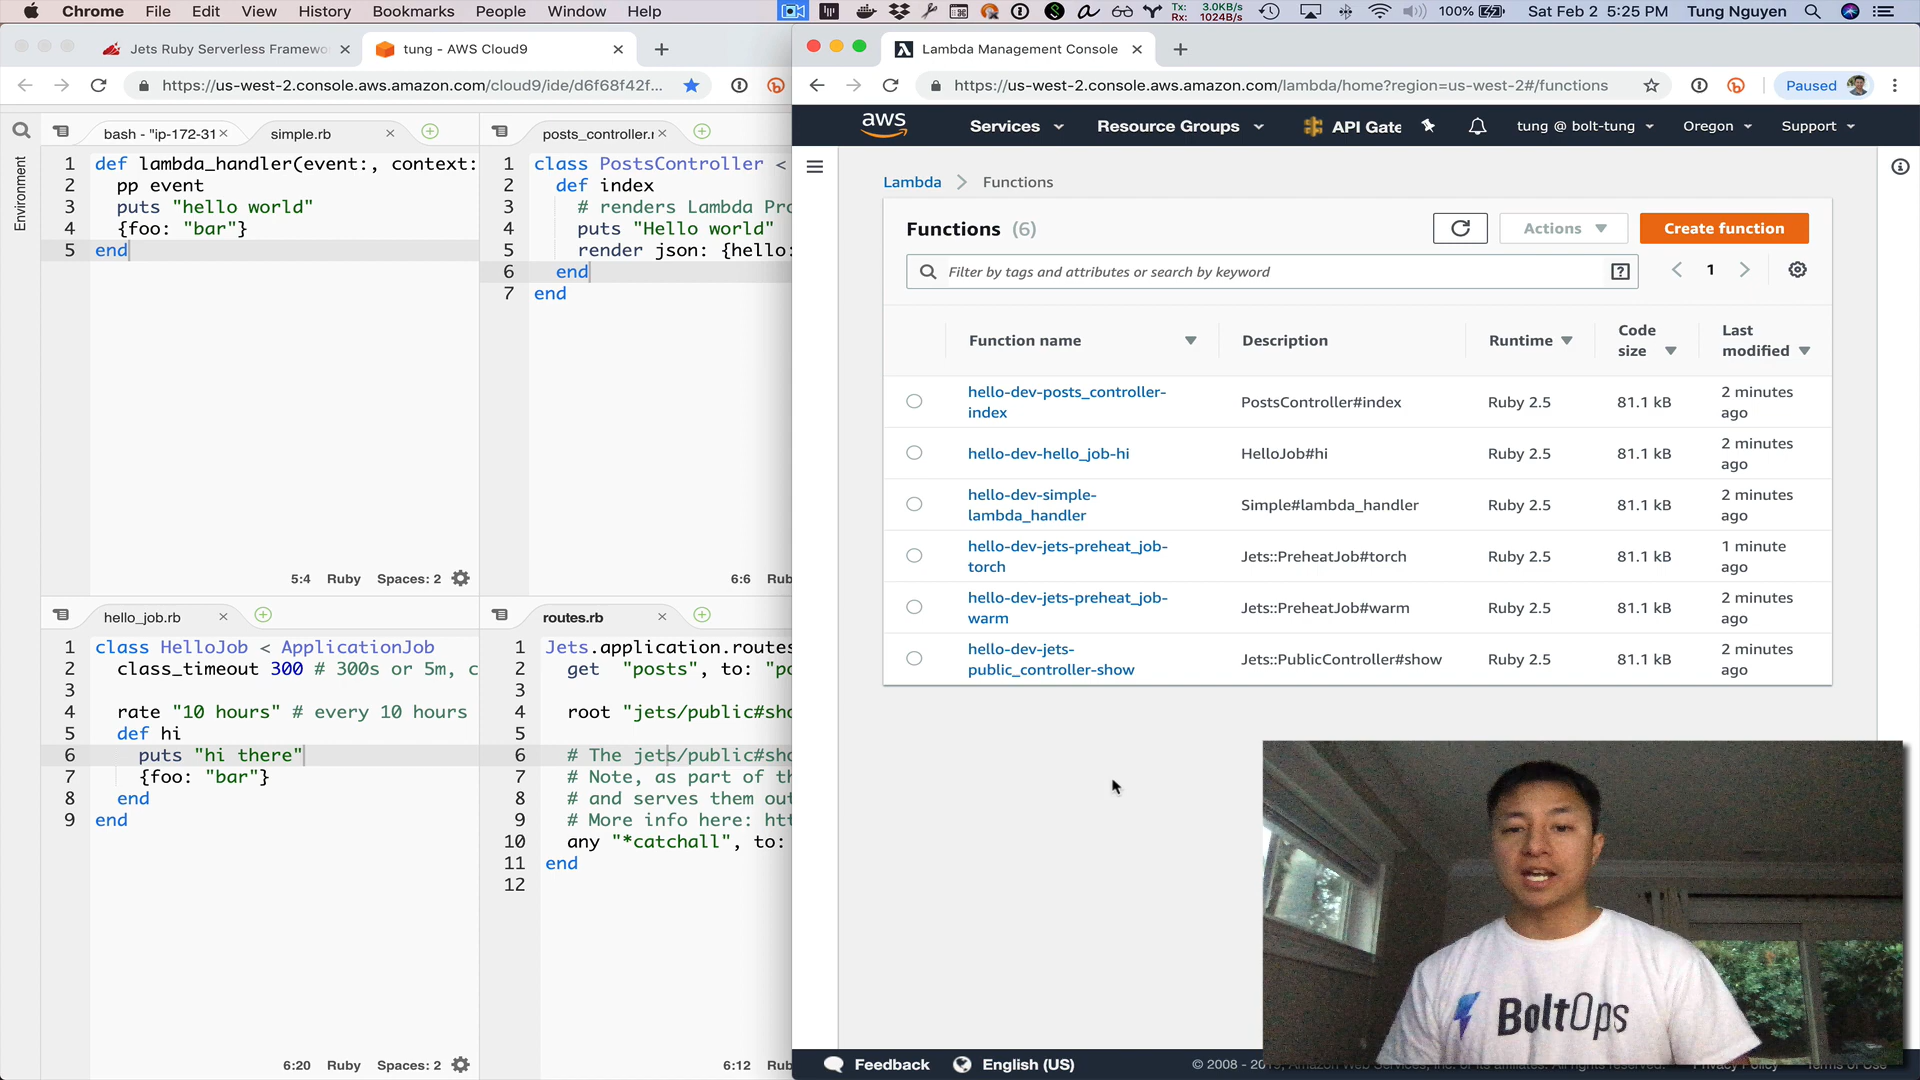 Chrome File Edit View History Bookmarks People Window Help
Tx: 3.0KB/s
Rx: 1024B/s
100% Sat Feb 2 5:25 PM Tung Nguyen
Jets Ruby Serverless Framewo
tung - AWS Cloud9
https://us-west-2.console.aws.amazon.com/cloud9/ide/d6f68f42f...
Environment
bash - "ip-172-31
simple.rb
1 def lambda_handler(event:, context:
2 pp event
3 puts "hello world"
4 {foo: "bar"}
5 end
5:4 Ruby Spaces: 2
posts_controller.r
1 class PostsController <
2 def index
3 # renders Lambda Pro
4 puts "Hello world"
5 render json: {hello:
6 end
7 end
6:6 Rub
hello_job.rb
1 class HelloJob < ApplicationJob
2 class_timeout 300 # 300s or 5m, c
3
4 rate "10 hours" # every 10 hours
5 def hi
6 puts "hi there"
7 {foo: "bar"}
8 end
9 end
6:20 Ruby Spaces: 2
routes.rb
1 Jets.application.routes
2 get "posts", to: "po
3
4 root "jets/public#sho
5
6 # The jets/public#sho
7 # Note, as part of th
8 # and serves them out
9 # More info here: htt
10 any "*catchall", to:
11 end
12
6:12 Rub
Lambda Management Console
https://us-west-2.console.aws.amazon.com/lambda/home?region=us-west-2#/functions
Paused
aws Services Resource Groups API Gate tung @ bolt-tung Oregon Support
Lambda > Functions
Functions (6)
Actions
Create function
Filter by tags and attributes or search by keyword
1
Function name Description Runtime Code size Last modified
hello-dev-posts_controller-index PostsController#index Ruby 2.5 81.1 kB 2 minutes ago
hello-dev-hello_job-hi HelloJob#hi Ruby 2.5 81.1 kB 2 minutes ago
hello-dev-simple-lambda_handler Simple#lambda_handler Ruby 2.5 81.1 kB 2 minutes ago
hello-dev-jets-preheat_job-torch Jets::PreheatJob#torch Ruby 2.5 81.1 kB 1 minute ago
hello-dev-jets-preheat_job-warm Jets::PreheatJob#warm Ruby 2.5 81.1 kB 2 minutes ago
hello-dev-jets-public_controller-show Jets::PublicController#show Ruby 2.5 81.1 kB 2 minutes ago
BoltOps
Feedback English (US)
© 2008 - 20